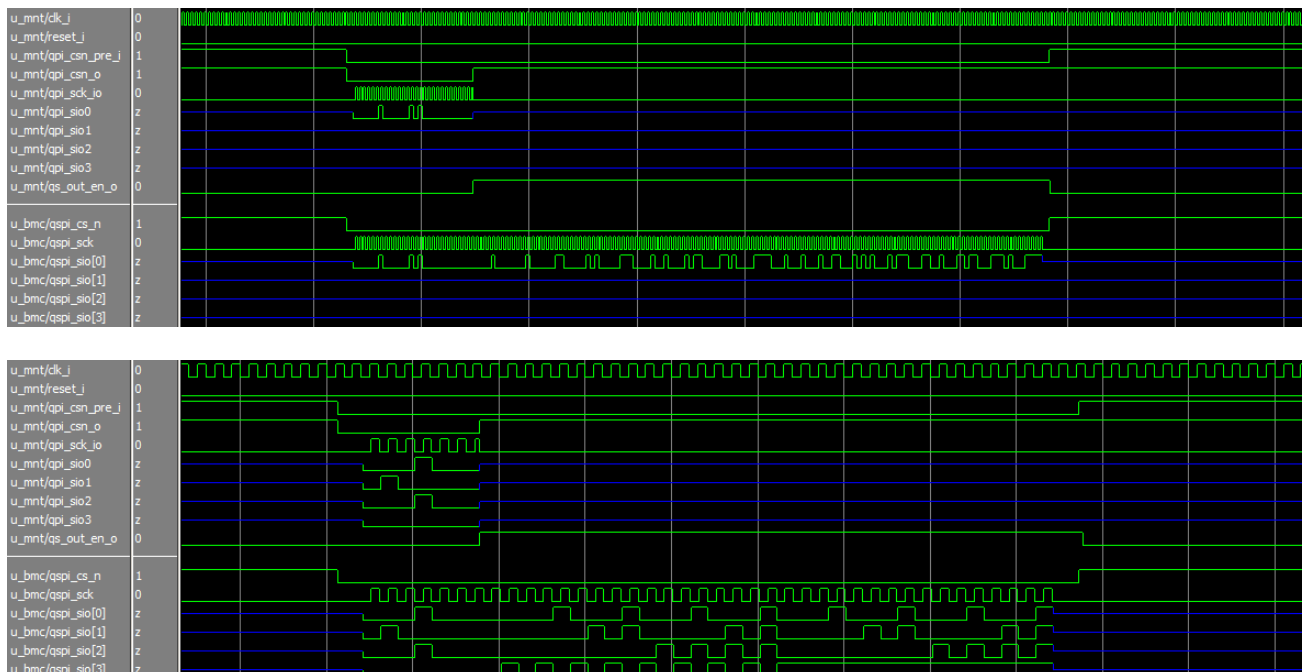 u_mnt/clk_i 0
u_mnt/reset_i 0
u_mnt/qpi_csn_pre_i 1
u_mnt/qpi_csn_o 1
u_mnt/qpi_sck_io 0
u_mnt/qpi_sio0 z
u_mnt/qpi_sio1 z
u_mnt/qpi_sio2 z
u_mnt/qpi_sio3 z
u_mnt/qs_out_en_o 0
u_bmc/qspi_cs_n 1
u_bmc/qspi_sck 0
u_bmc/qspi_sio[0] z
u_bmc/qspi_sio[1] z
u_bmc/qspi_sio[2] z
u_bmc/qspi_sio[3] z
u_mnt/clk_i 0
u_mnt/reset_i 0
u_mnt/qpi_csn_pre_i 1
u_mnt/qpi_csn_o 1
u_mnt/qpi_sck_io 0
u_mnt/qpi_sio0 z
u_mnt/qpi_sio1 z
u_mnt/qpi_sio2 z
u_mnt/qpi_sio3 z
u_mnt/qs_out_en_o 0
u_bmc/qspi_cs_n 1
u_bmc/qspi_sck 0
u_bmc/qspi_sio[0] z
u_bmc/qspi_sio[1] z
u_bmc/qspi_sio[2] z
u_bmc/qspi_sio[3] z